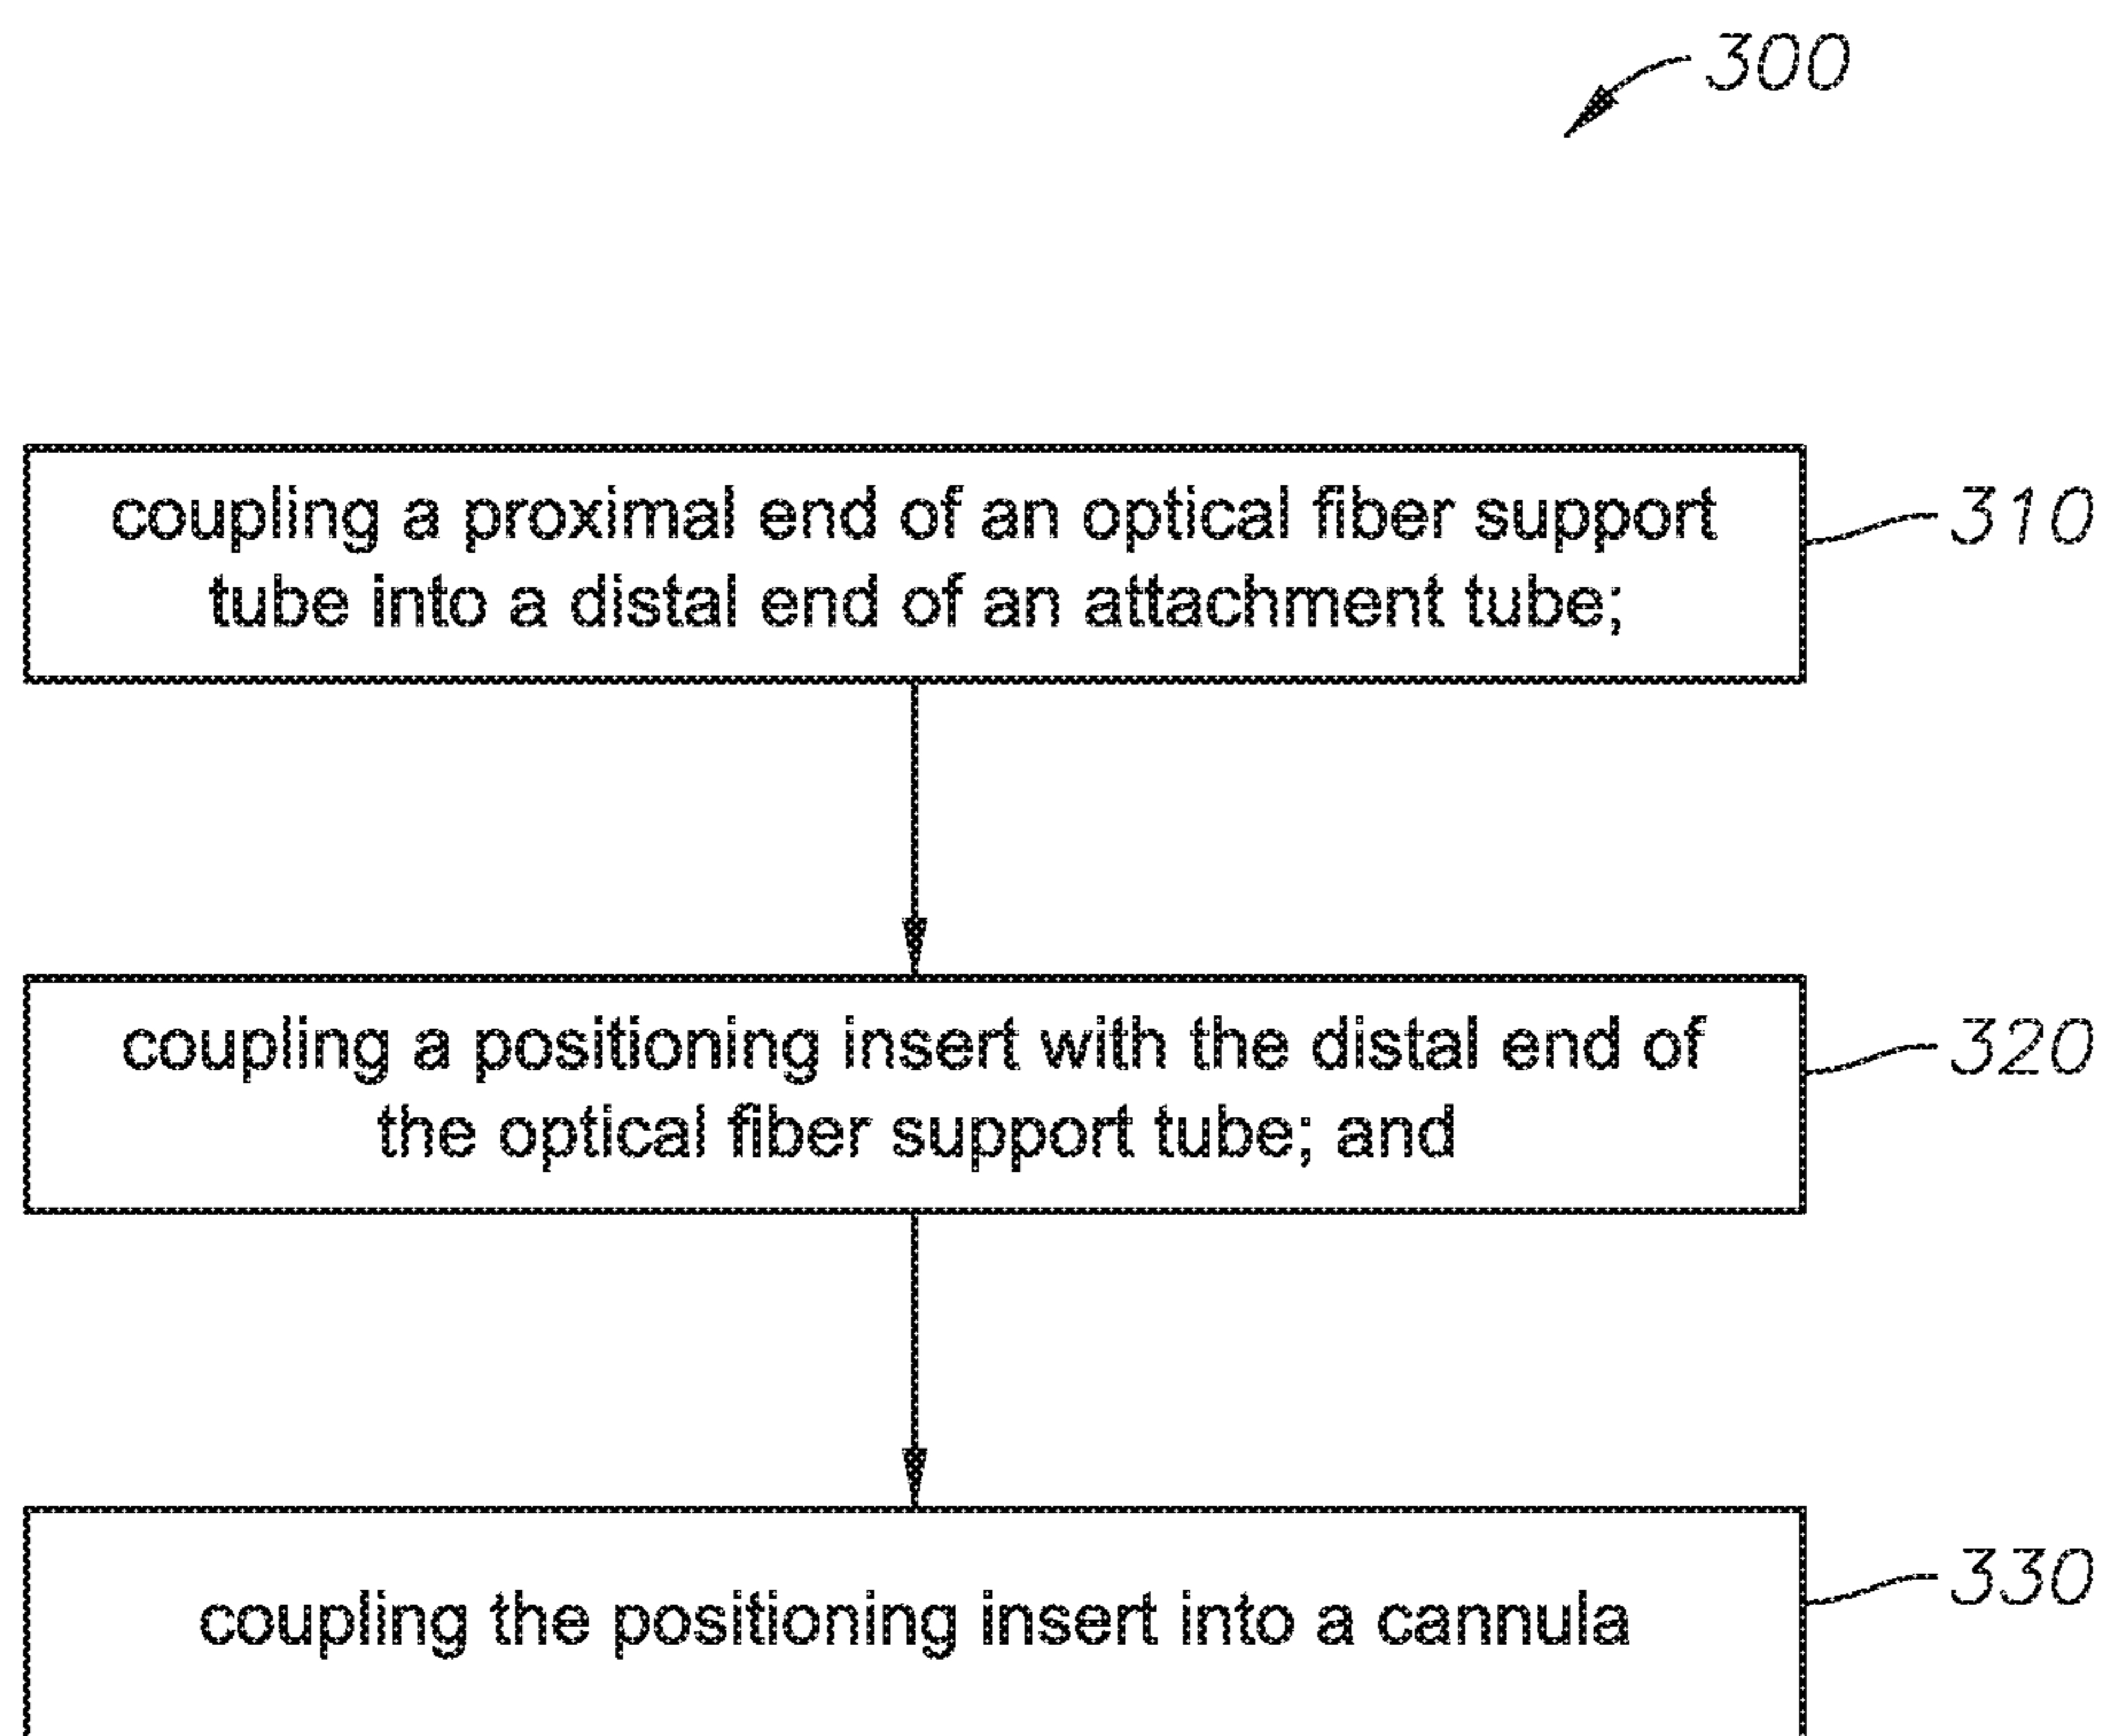 300
coupling a proximal end of an optical fiber support
tube into a distal end of an attachment tube;
310
coupling a positioning insert with the distal end of
the optical fiber support tube; and
320
coupling the positioning insert into a cannula
330